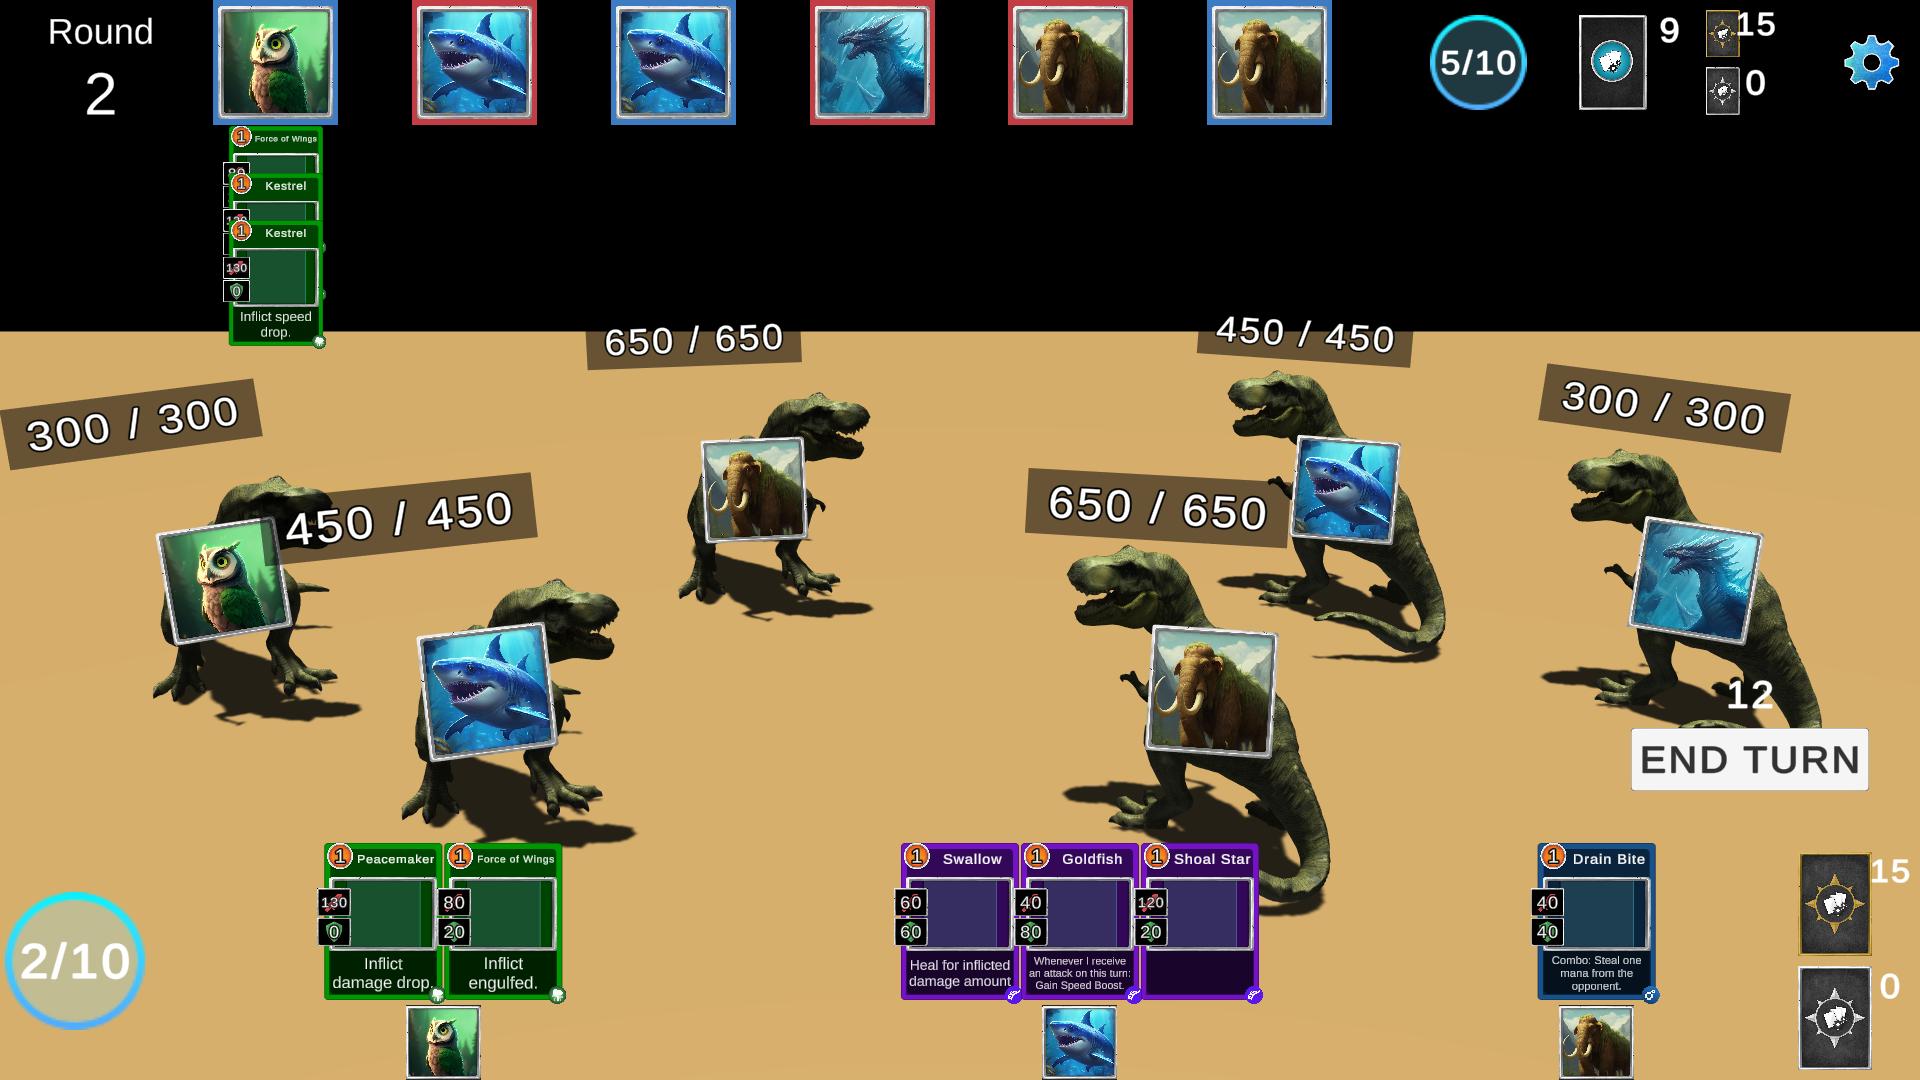 Round
2
5/10
9
15
0
1 Force of Wings
1 Kestrel
1 Kestrel
130
0
Inflict speed
drop.
650 / 650
450 / 450
300 / 300
300 / 300
450 / 450
650 / 650
12
END TURN
1 Peacemaker
130
0
Inflict
damage drop.
1 Force of Wings
80
20
Inflict
engulfed.
1 Swallow
60
60
Heal for inflicted
damage amount
1 Goldfish
40
80
Whenever I receive
an attack on this turn:
Gain Speed Boost.
1 Shoal Star
120
20
1 Drain Bite
40
40
Combo: Steal one
mana from the
opponent.
2/10
15
0